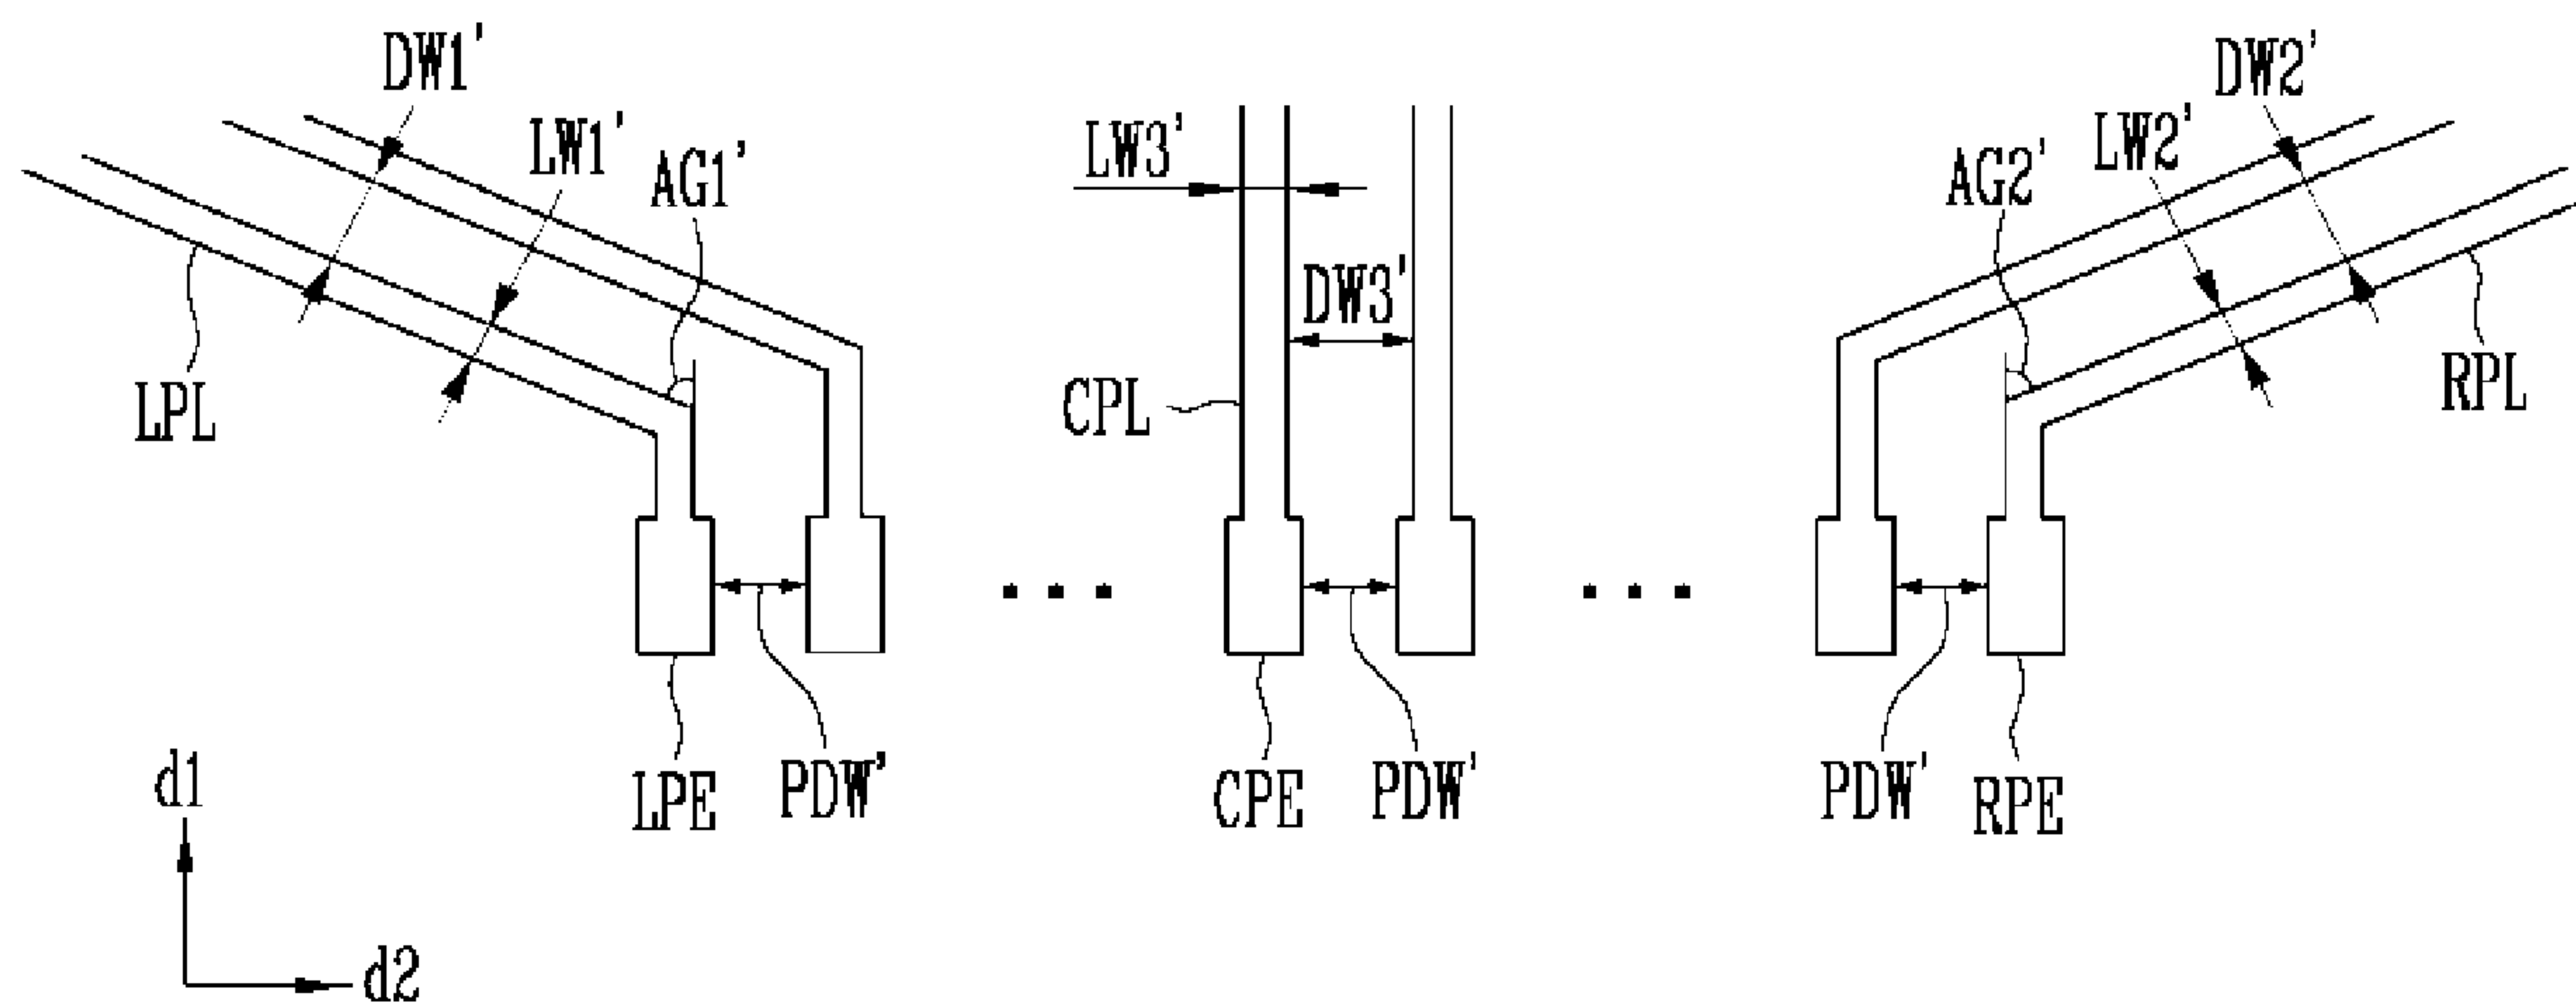 DW1'
LW1'
AG1'
LW3'
DW3'
DW2'
LW2'
AG2'
LPL
CPL
RPL
LPE
PDW'
CPE
PDW'
PDW'
RPE
d1
d2